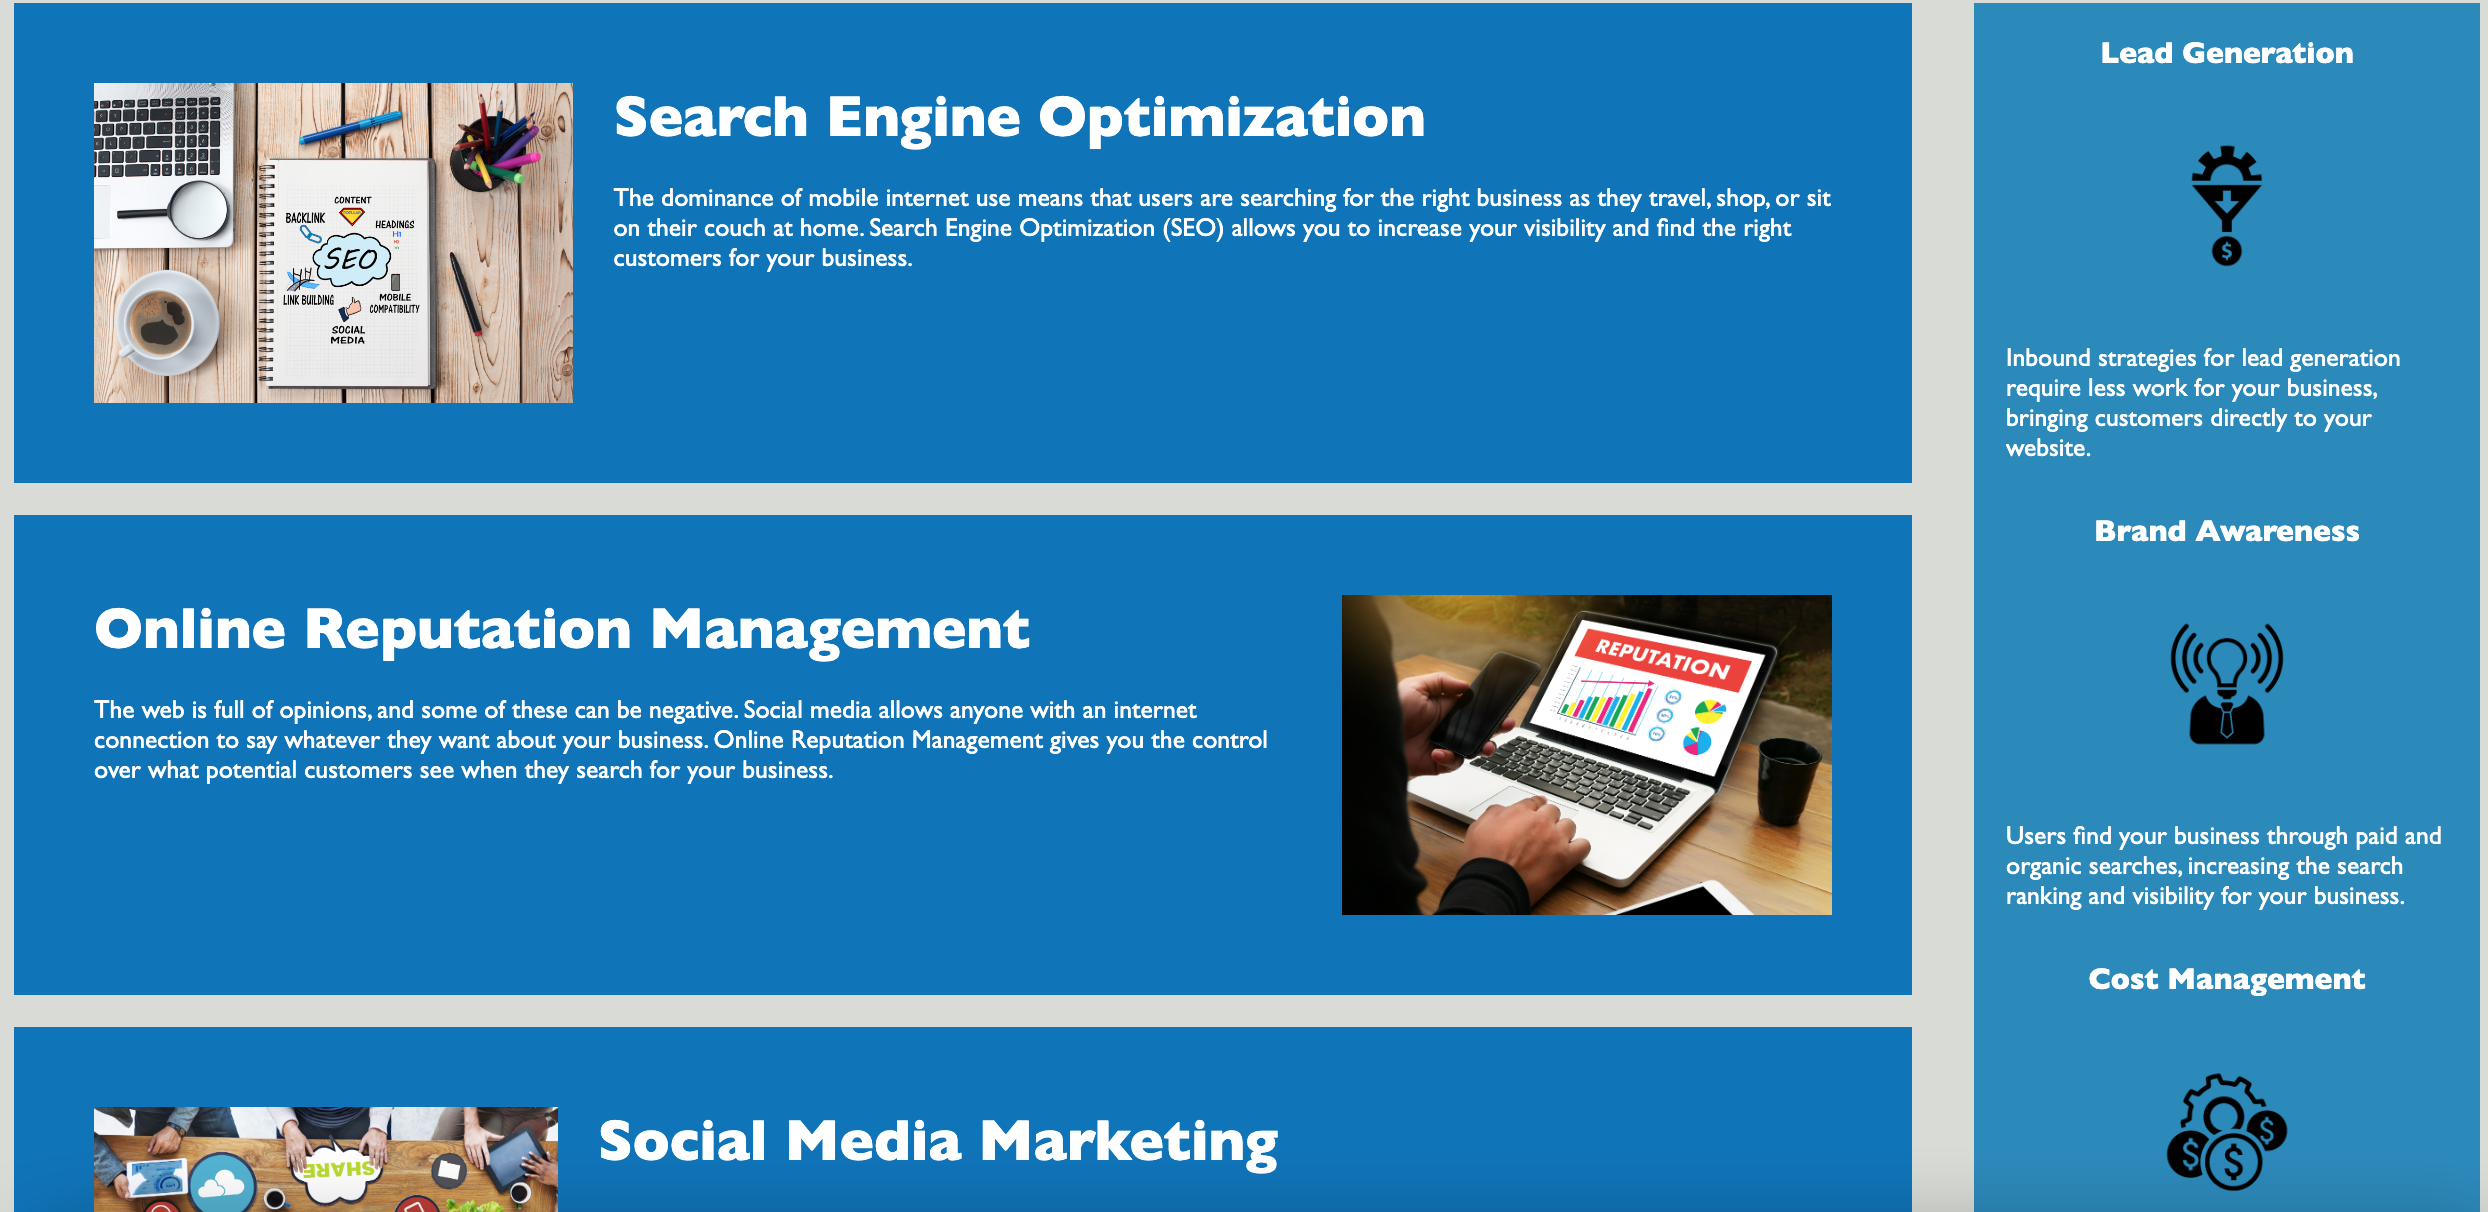 Search Engine Optimization
The dominance of mobile internet use means that users are searching for the right business as they travel, shop, or sit
on their couch at home. Search Engine Optimization (SEO) allows you to increase your visibility and find the right
customers for your business.
CONTENT
BACKLINK
HEADINGS
H1
SEO
LINK BUILDING
MOBILE
COMPATIBILITY
SOCIAL
MEDIA
Online Reputation Management
The web is full of opinions, and some of these can be negative. Social media allows anyone with an internet
connection to say whatever they want about your business. Online Reputation Management gives you the control
over what potential customers see when they search for your business.
REPUTATION
Social Media Marketing
SHARE
Lead Generation
$
Inbound strategies for lead generation
require less work for your business,
bringing customers directly to your
website.
Brand Awareness
Users find your business through paid and
organic searches, increasing the search
ranking and visibility for your business.
Cost Management
$
$
$